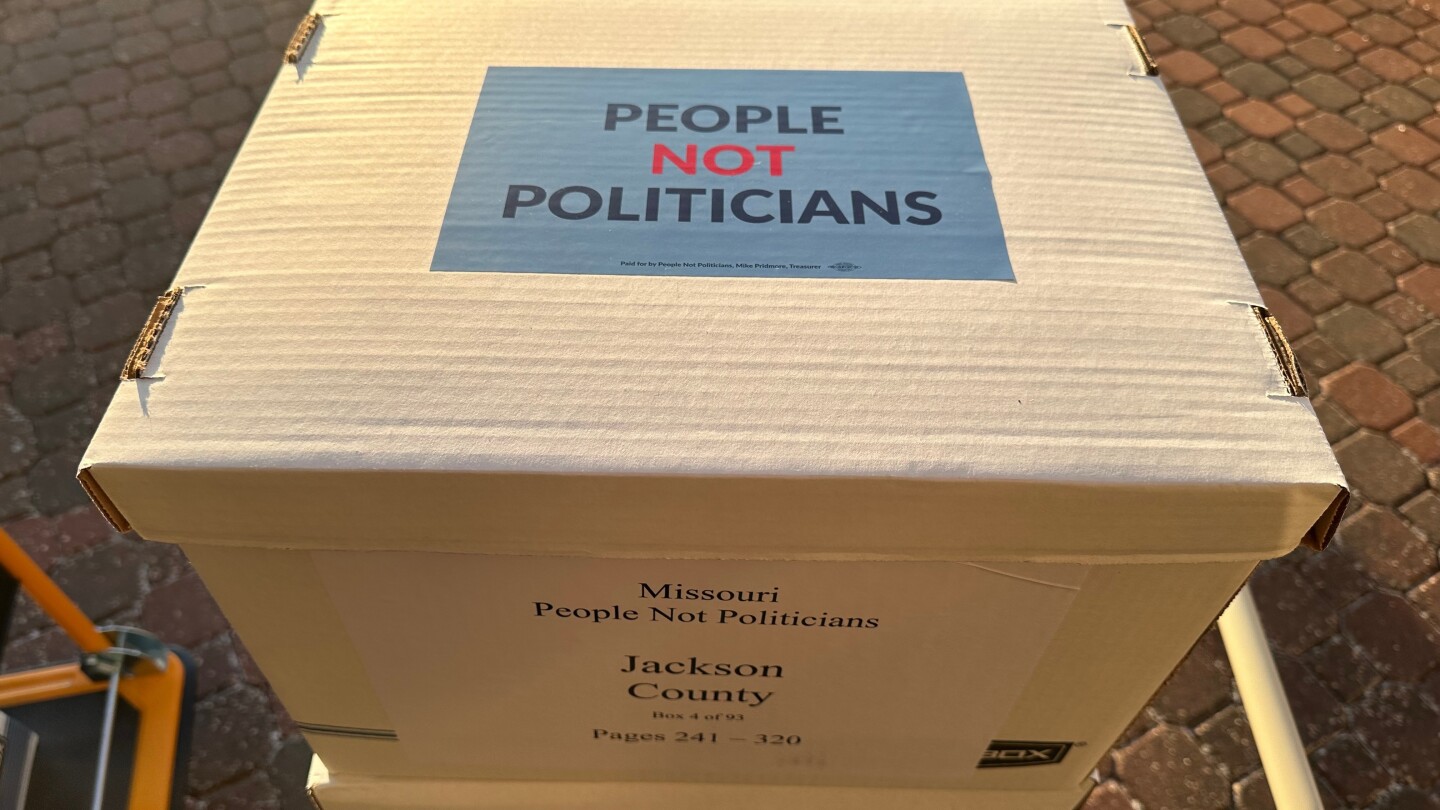 PEOPLE
NOT
POLITICIANS
Paid for by People Not Politicians, Mike Pridmore, Treasurer
Missouri
People Not Politicians
Jackson
County
Box 4 of 93
Pages 241 – 320
BOX